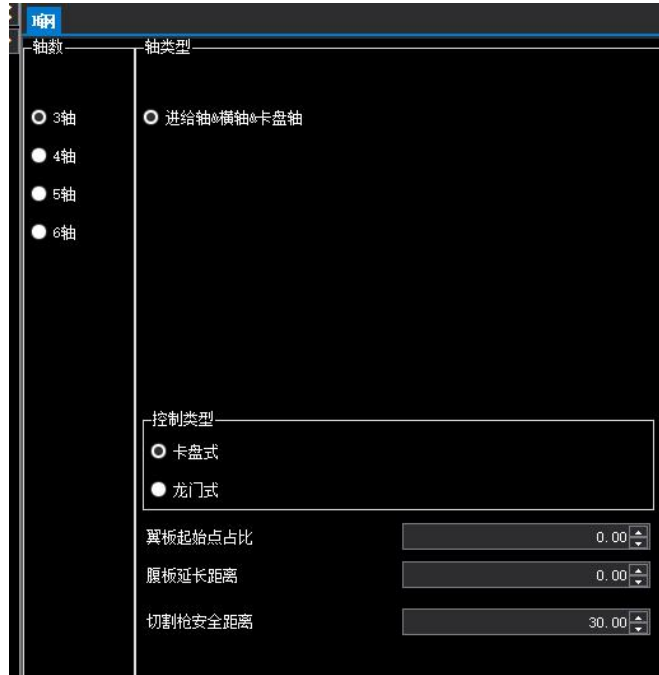 轴数
轴类型
3轴
进给轴&横轴&卡盘轴
4轴
5轴
6轴
控制类型
卡盘式
龙门式
翼板起始点占比 0.00
腹板延长距离 0.00
切割枪安全距离 30.00